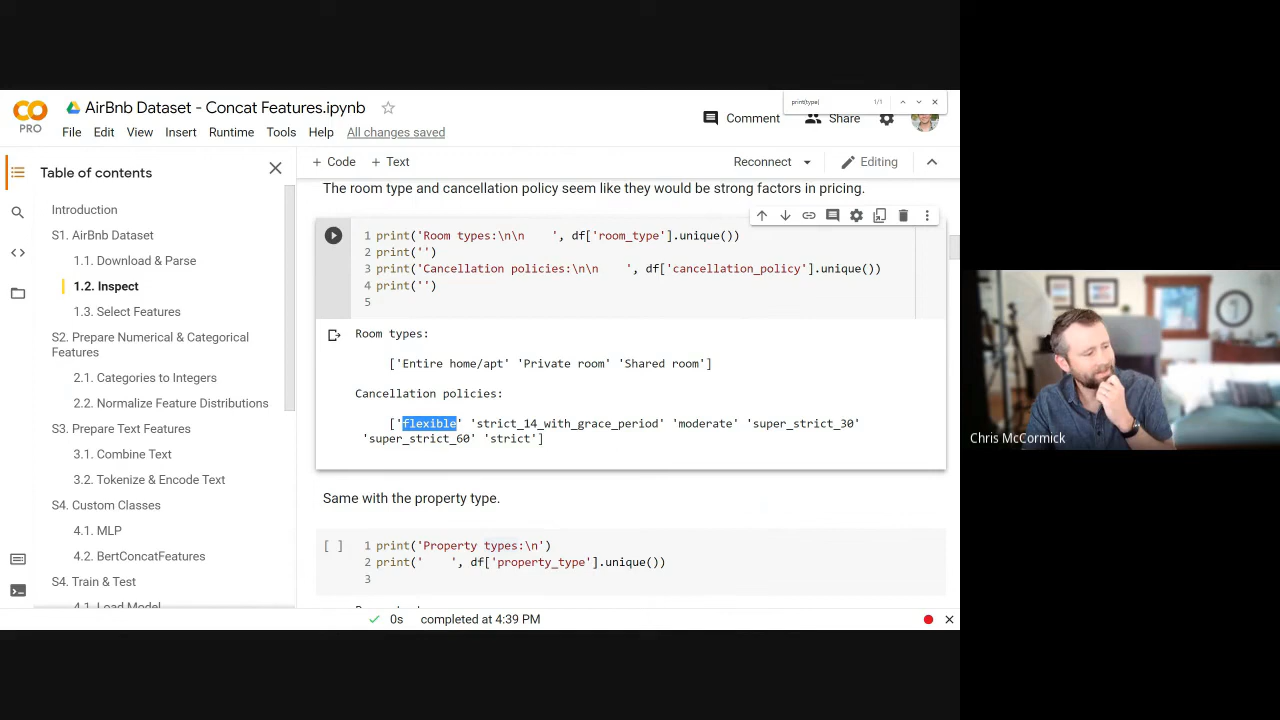 AirBnb Dataset - Concat Features.ipynb
print(type(
1/1
PRO
File Edit View Insert Runtime Tools Help All changes saved
Comment
Share
Table of contents
+ Code + Text
Reconnect
Editing
Introduction
S1. AirBnb Dataset
1.1. Download & Parse
1.2. Inspect
1.3. Select Features
S2. Prepare Numerical & Categorical
Features
2.1. Categories to Integers
2.2. Normalize Feature Distributions
S3. Prepare Text Features
3.1. Combine Text
3.2. Tokenize & Encode Text
S4. Custom Classes
4.1. MLP
4.2. BertConcatFeatures
S4. Train & Test
4.1. Load Model
The room type and cancellation policy seem like they would be strong factors in pricing.
1 print('Room types:\n\n    ', df['room_type'].unique())
2 print('')
3 print('Cancellation policies:\n\n    ', df['cancellation_policy'].unique())
4 print('')
5
Room types:
['Entire home/apt' 'Private room' 'Shared room']
Cancellation policies:
['flexible' 'strict_14_with_grace_period' 'moderate' 'super_strict_30'
'super_strict_60' 'strict']
Same with the property type.
[ ]
1 print('Property types:\n')
2 print('    ', df['property_type'].unique())
3
0s completed at 4:39 PM
Chris McCormick